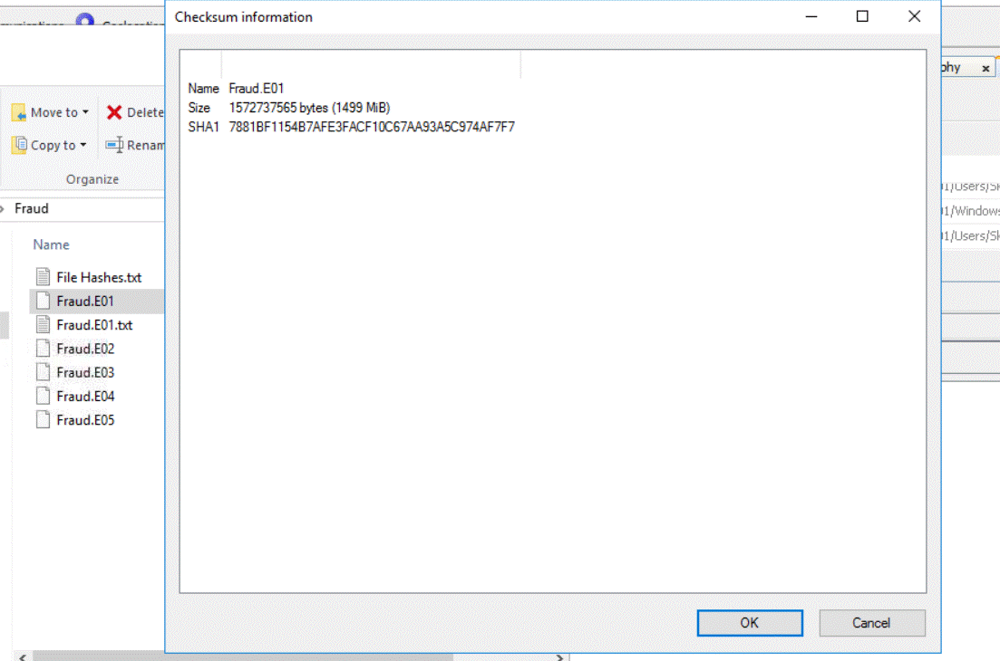 Checksum information
Name Fraud.E01
Size 1572737565 bytes (1499 MiB)
SHA1 7881BF1154B7AFE3FACF10C67AA93A5C974AF7F7
OK
Cancel
Move to
Delete
Copy to
Renam
Organize
Fraud
Name
File Hashes.txt
Fraud.E01
Fraud.E01.txt
Fraud.E02
Fraud.E03
Fraud.E04
Fraud.E05
phy
1/Users/S
1/Windows
1/Users/S